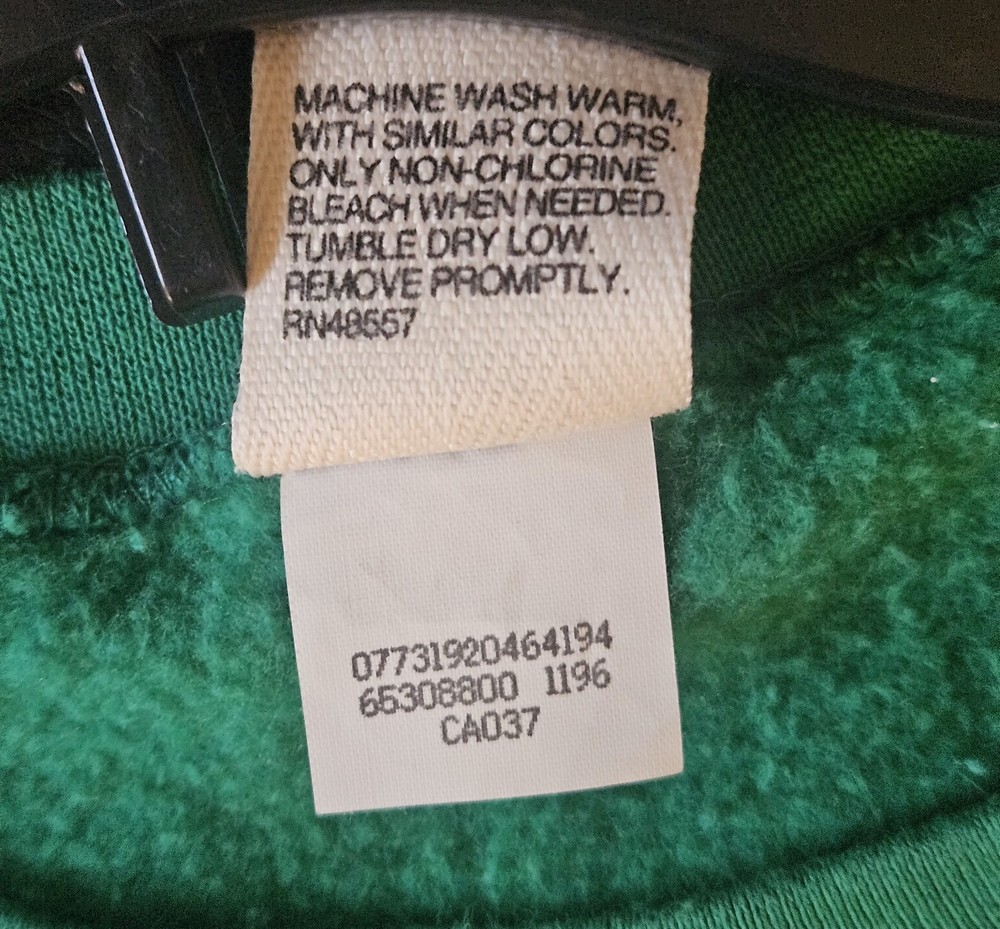 MACHINE WASH WARM,
WITH SIMILAR COLORS.
ONLY NON-CHLORINE
BLEACH WHEN NEEDED.
TUMBLE DRY LOW.
REMOVE PROMPTLY.
RN48557
07731920464194
65308800 1196
CA037